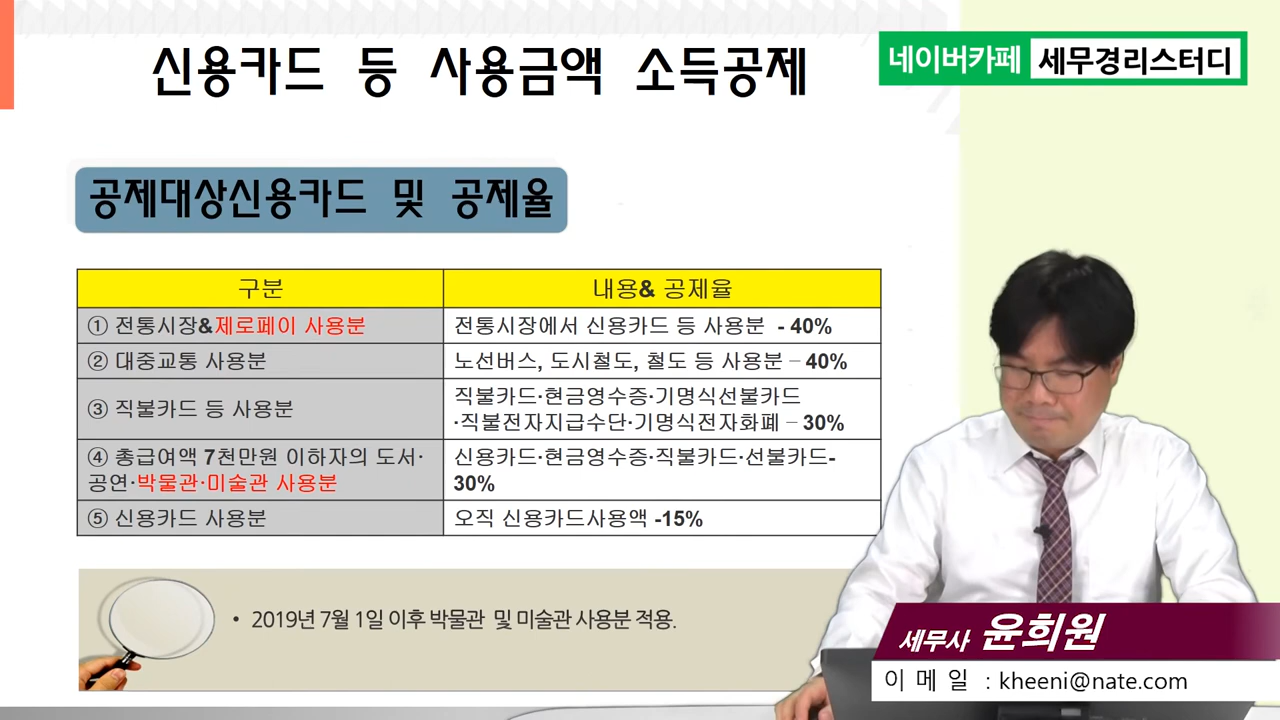 신용카드 등 사용금액 소득공제
네이버카페 세무경리스터디
공제대상신용카드 및 공제율
구분 내용& 공제율
① 전통시장&제로페이 사용분 전통시장에서 신용카드 등 사용분 - 40%
② 대중교통 사용분 노선버스, 도시철도, 철도 등 사용분 – 40%
③ 직불카드 등 사용분
직불카드·현금영수증·기명식선불카드
·직불전자지급수단·기명식전자화폐 – 30%
④ 총급여액 7천만원 이하자의 도서·
공연·박물관·미술관 사용분
신용카드·현금영수증·직불카드·선불카드-
30%
⑤ 신용카드 사용분 오직 신용카드사용액 -15%
• 2019년 7월 1일 이후 박물관 및 미술관 사용분 적용.
세무사 윤희원
이 메 일 : kheeni@nate.com